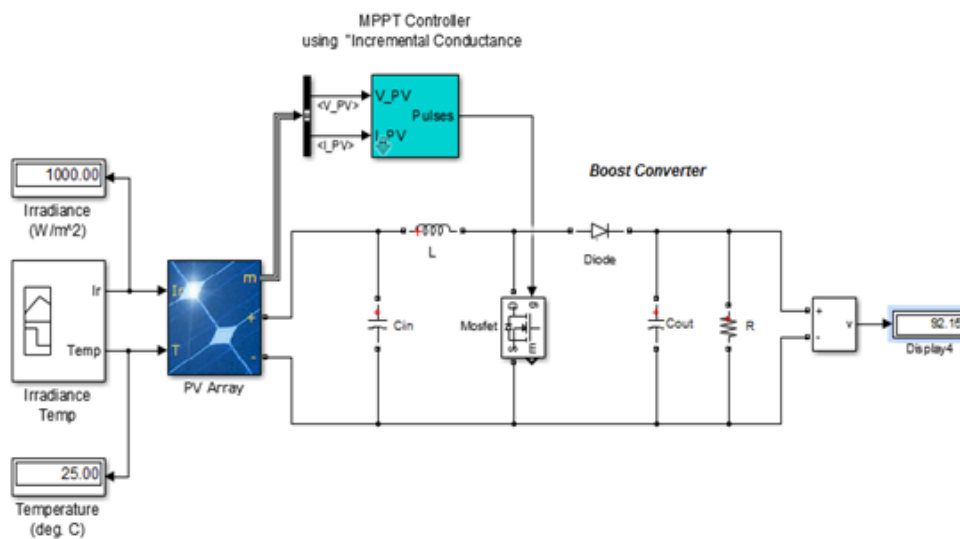 MPPT Controller
using "Incremental Conductance
<V_PV>
<I_PV>
V_PV
I_PV
Pulses
Boost Converter
1000.00
Irradiance
(W/m^2)
Ir
Temp
Irradiance
Temp
25.00
Temperature
(deg. C)
Ir
T
m
+
-
PV Array
Cin
L
Mosfet
D
g
S
m
Diode
Cout
R
+
-
v
92.15
Display4